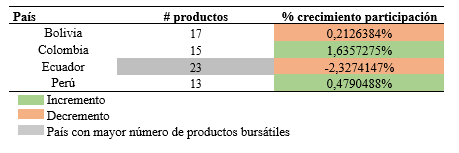 País # productos % crecimiento participación
Bolivia 17 0,2126384%
Colombia 15 1,6357275%
Ecuador 23 -2,3274147%
Perú 13 0,4790488%
Incremento
Decremento
País con mayor número de productos bursátiles